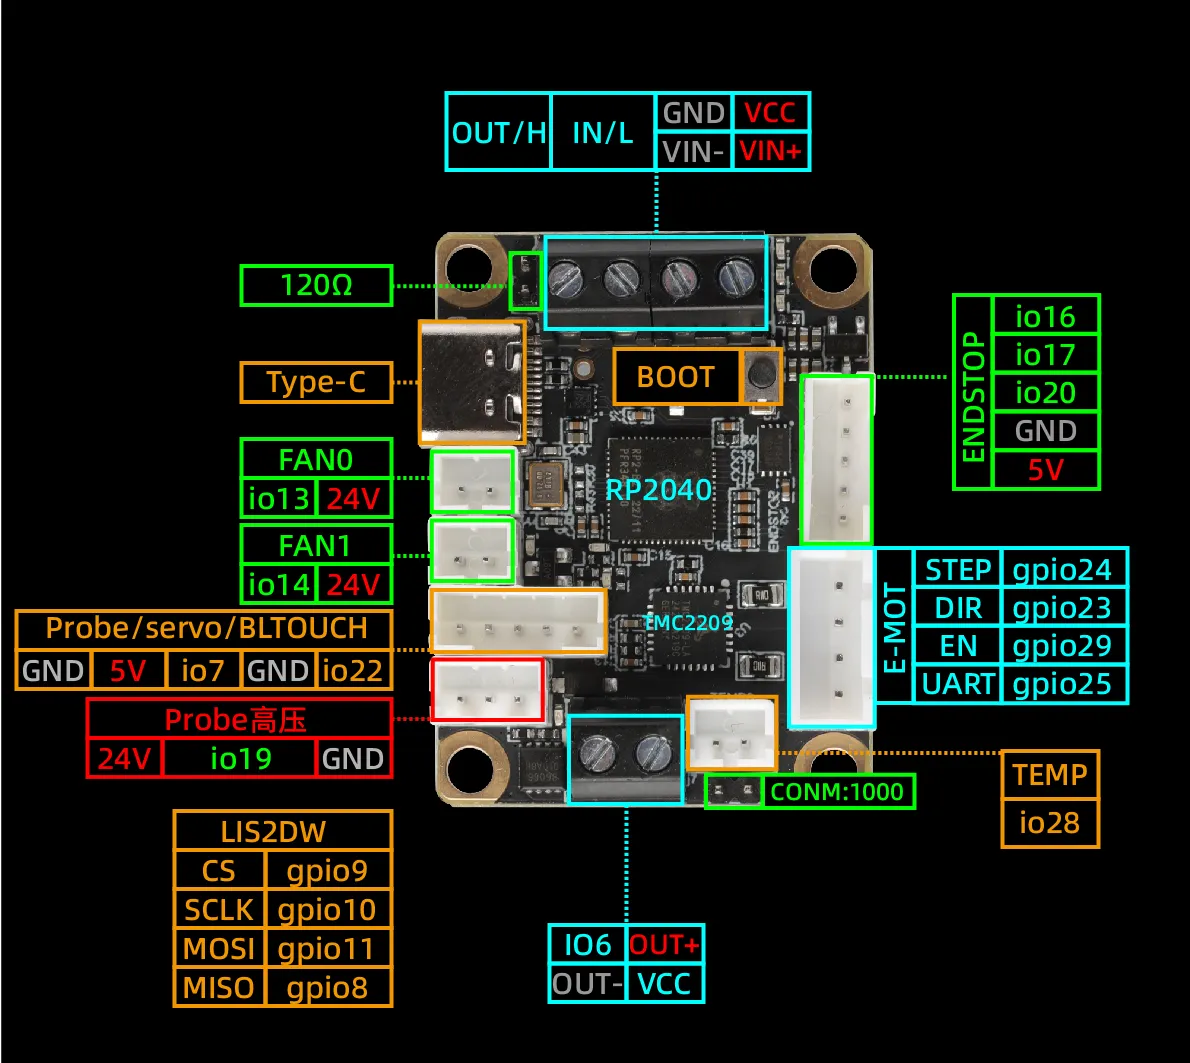 OUT/H IN/L GND VCC
VIN- VIN+
120Ω
Type-C
BOOT
FAN0
io13 24V
FAN1
io14 24V
Probe/servo/BLTOUCH
GND 5V io7 GND io22
Probe高压
24V io19 GND
RP2040
TMC2209
ENDSTOP
C15
ENDSTOP
io16
io17
io20
GND
5V
E-MOT
STEP gpio24
DIR gpio23
EN gpio29
UART gpio25
CONM:1000
TEMP
io28
LIS2DW
CS gpio9
SCLK gpio10
MOSI gpio11
MISO gpio8
IO6 OUT+
OUT- VCC